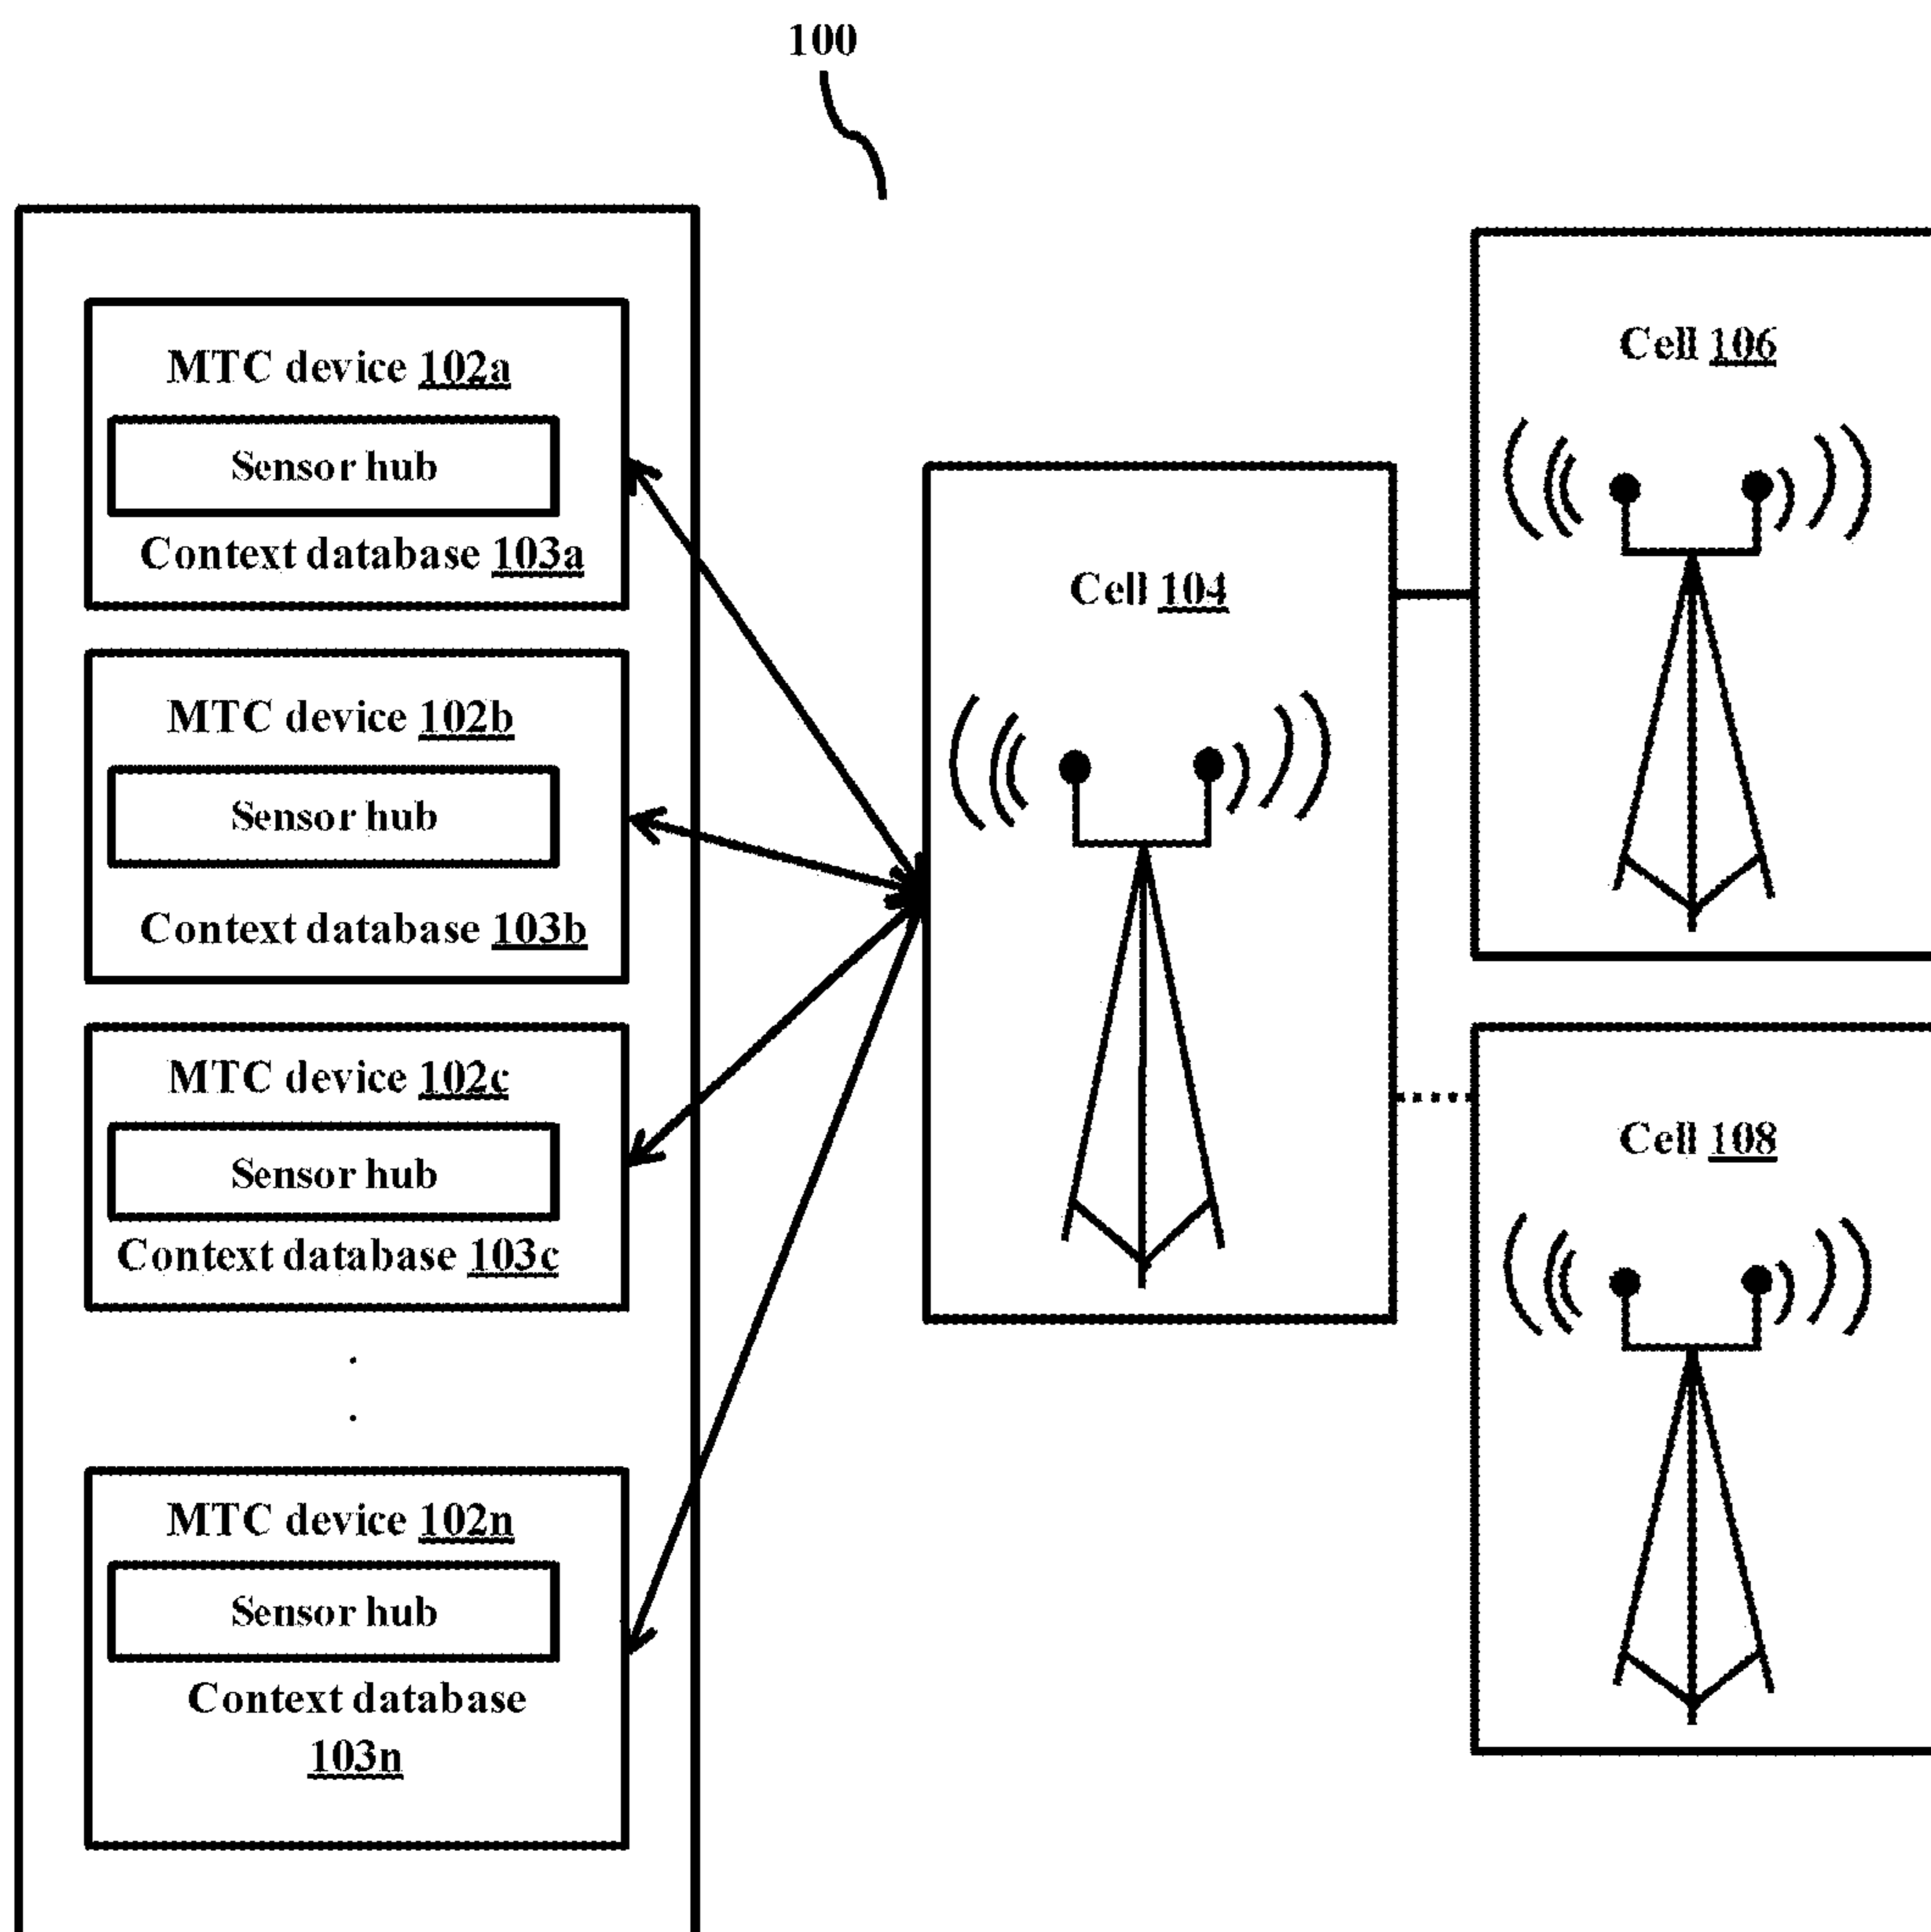 100
MTC device 102a
Sensor hub
Context database 103a
MTC device 102b
Sensor hub
Context database 103b
MTC device 102c
Sensor hub
Context database 103c
MTC device 102n
Sensor hub
Context database
103n
Cell 104
Cell 106
Cell 108